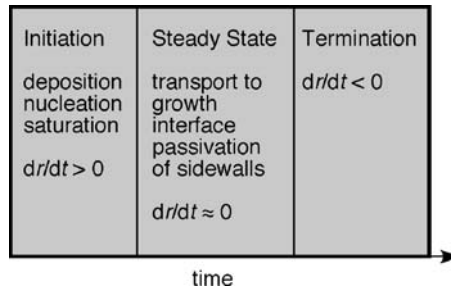 Initiation
deposition
nucleation
saturation
dr/dt > 0
Steady State
transport to
growth
interface
passivation
of sidewalls
dr/dt ≈ 0
Termination
dr/dt < 0
time